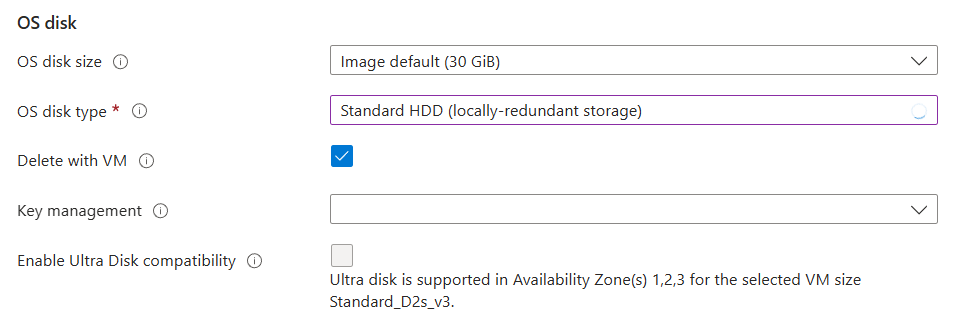 OS disk
OS disk size
Image default (30 GiB)
OS disk type *
Standard HDD (locally-redundant storage)
Delete with VM
Key management
Enable Ultra Disk compatibility
Ultra disk is supported in Availability Zone(s) 1,2,3 for the selected VM size
Standard_D2s_v3.